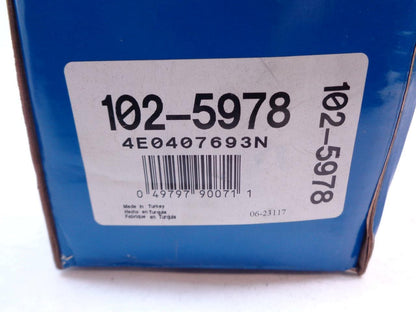 102-5978
4E0407693N
0 49797 90071 1
Made in Turkey
Hecho en Turquia
Fabrique en Turquie
06-23117
102-5978